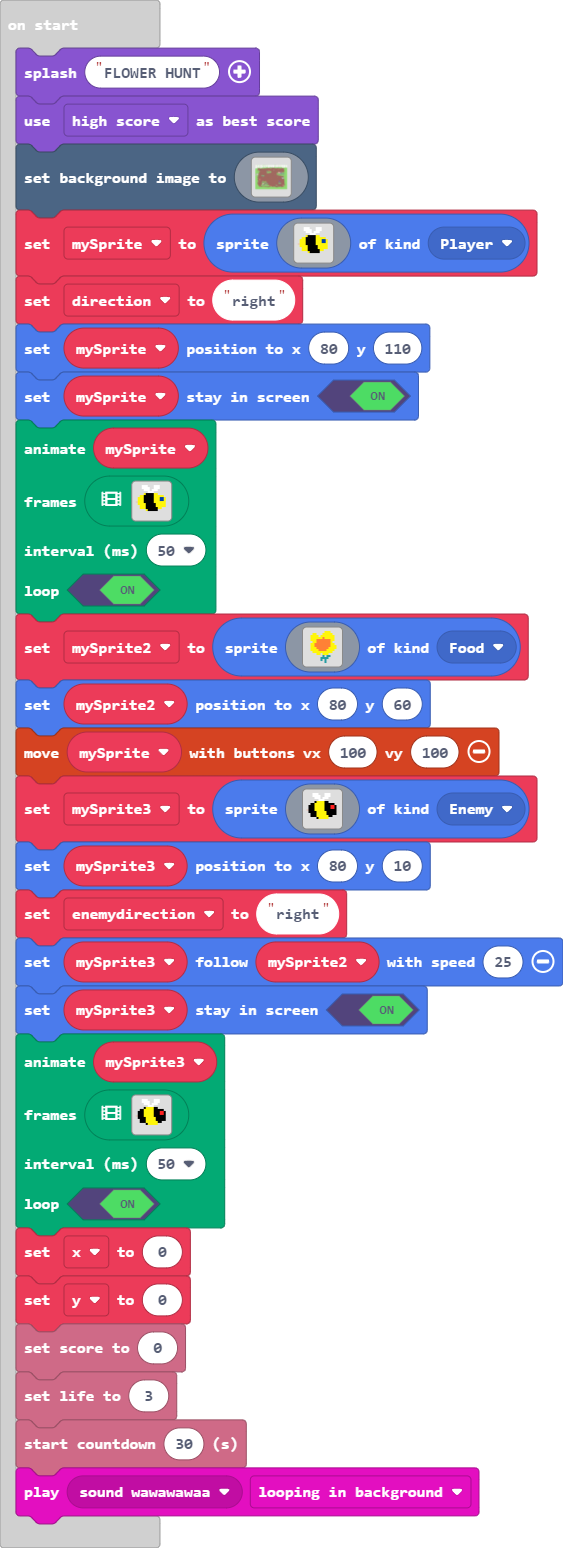 on start
splash "FLOWER HUNT"
use high score as best score
set background image to
set mySprite to sprite of kind Player
set direction to "right"
set mySprite position to x 80 y 110
set mySprite stay in screen ON
animate mySprite
frames
interval (ms) 50
loop ON
set mySprite2 to sprite of kind Food
set mySprite2 position to x 80 y 60
move mySprite with buttons vx 100 vy 100
set mySprite3 to sprite of kind Enemy
set mySprite3 position to x 80 y 10
set enemydirection to "right"
set mySprite3 follow mySprite2 with speed 25
set mySprite3 stay in screen ON
animate mySprite3
frames
interval (ms) 50
loop ON
set x to 0
set y to 0
set score to 0
set life to 3
start countdown 30 (s)
play sound wawawawaa looping in background